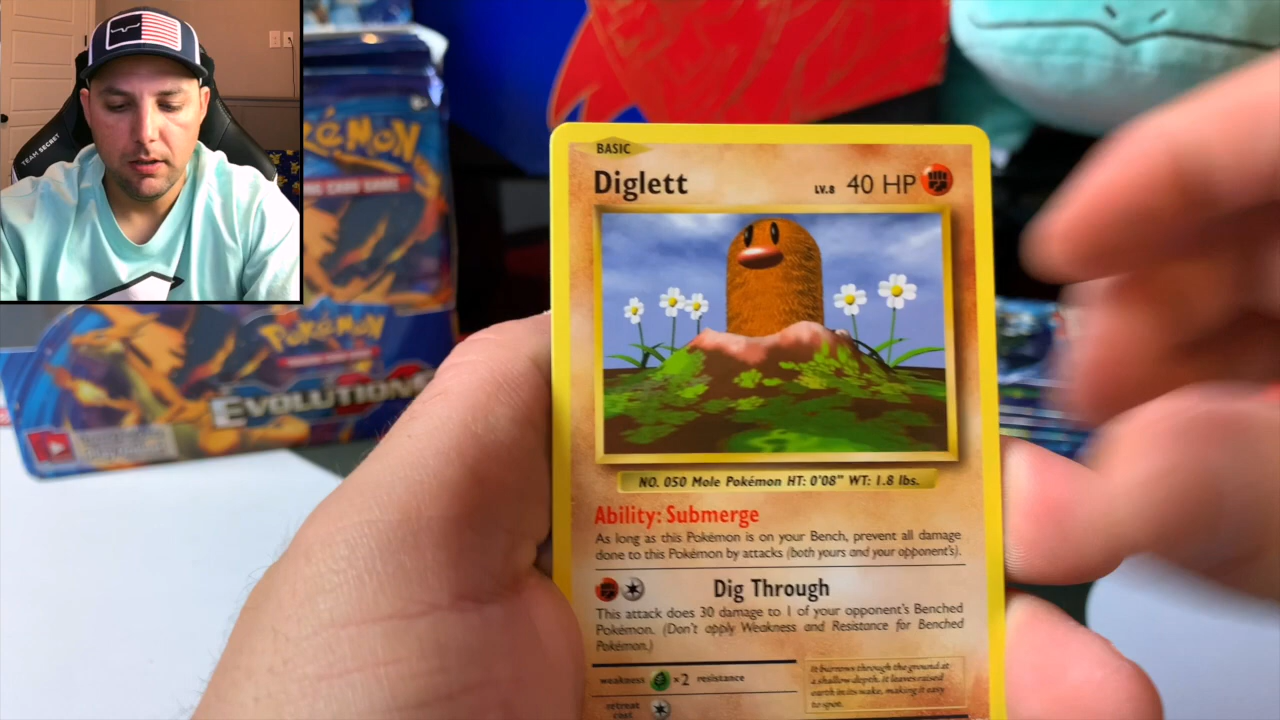 TEAM SECRET
POKÉMON
POKÉMON
EVOLUTIONS
BASIC
Diglett
LV.8 40 HP
NO. 050 Mole Pokémon HT: 0'08" WT: 1.8 lbs.
Ability: Submerge
As long as this Pokémon is on your Bench, prevent all damage
done to this Pokémon by attacks (both yours and your opponent's).
Dig Through
This attack does 30 damage to 1 of your opponent's Benched
Pokémon. (Don't apply Weakness and Resistance for Benched
Pokémon.)
weakness ×2 resistance
retreat
cost
It burrows through the ground at
a shallow depth. It leaves raised
earth in its wake, making it easy
to spot.